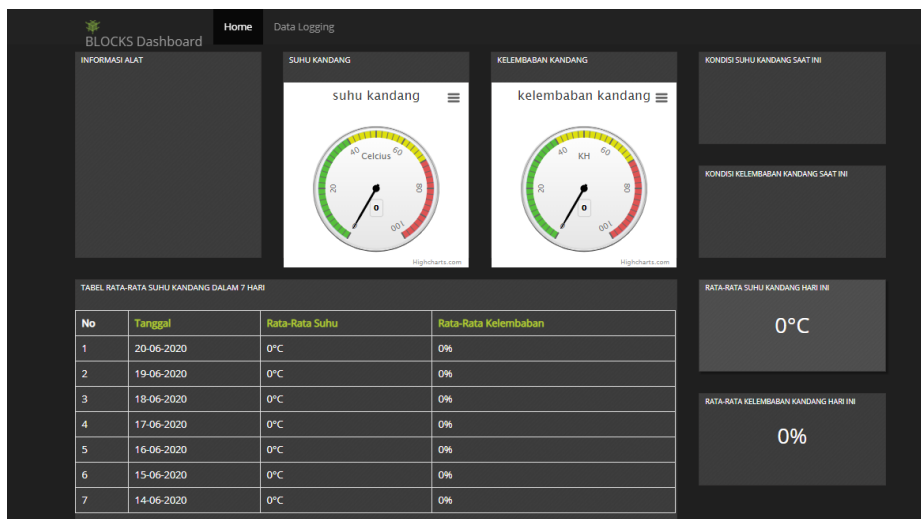 BLOCKS Dashboard
Home
Data Logging
INFORMASI ALAT
SUHU KANDANG
suhu kandang
Celcius
20
40
60
80
100
0
Highcharts.com
KELEMBABAN KANDANG
kelembaban kandang
KH
20
40
60
80
100
0
Highcharts.com
KONDISI SUHU KANDANG SAAT INI
KONDISI KELEMBABAN KANDANG SAAT INI
TABEL RATA-RATA SUHU KANDANG DALAM 7 HARI
No Tanggal Rata-Rata Suhu Rata-Rata Kelembaban
1 20-06-2020 0°C 0%
2 19-06-2020 0°C 0%
3 18-06-2020 0°C 0%
4 17-06-2020 0°C 0%
5 16-06-2020 0°C 0%
6 15-06-2020 0°C 0%
7 14-06-2020 0°C 0%
RATA-RATA SUHU KANDANG HARI INI
0°C
RATA-RATA KELEMBABAN KANDANG HARI INI
0%